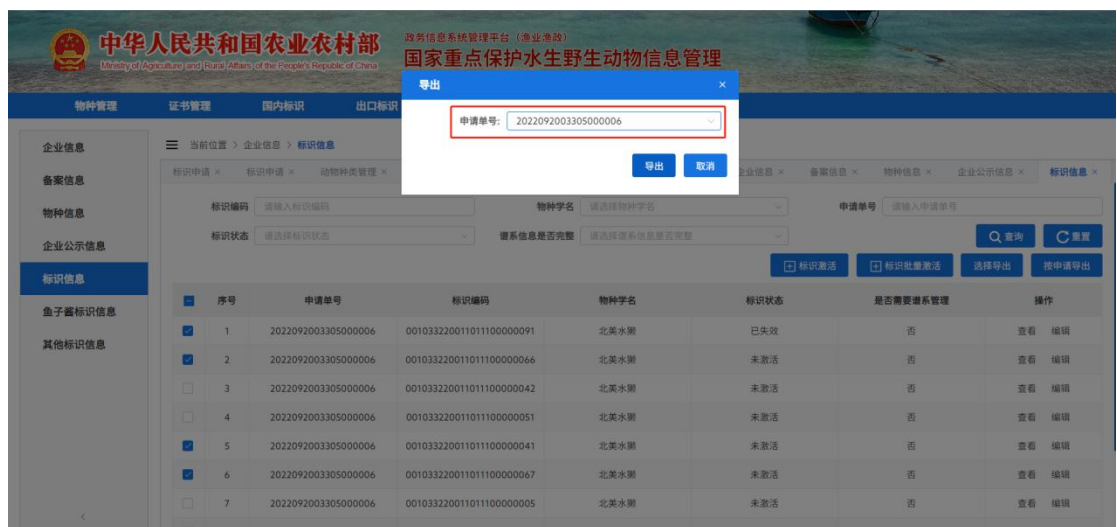 中华人民共和国农业农村部
Ministry of Agriculture and Rural Affairs of the People's Republic of China
政务信息系统管理平台（渔业渔政）
国家重点保护水生野生动物信息管理
物种管理 证书管理 国内标识 出口标识
导出 ×
申请单号: 2022092003305000006
导出 取消
企业信息
备案信息
物种信息
企业公示信息
标识信息
鱼子酱标识信息
其他标识信息
当前位置 > 企业信息 > 标识信息
标识申请 × 标识申请 × 动物种类管理 × 企业信息 × 备案信息 × 物种信息 × 企业公示信息 × 标识信息 ×
标识编码 请输入标识编码 物种学名 请选择物种学名 申请单号 请输入申请单号
标识状态 请选择标识状态 谱系信息是否完整 请选择谱系信息是否完整 查询 重置
标识激活 标识批量激活 选择导出 按申请导出
序号 申请单号 标识编码 物种学名 标识状态 是否需要谱系管理 操作
1 2022092003305000006 001033220011011100000091 北美水獭 已失效 否 查看 编辑
2 2022092003305000006 001033220011011100000066 北美水獭 未激活 否 查看 编辑
3 2022092003305000006 001033220011011100000042 北美水獭 未激活 否 查看 编辑
4 2022092003305000006 001033220011011100000051 北美水獭 未激活 否 查看 编辑
5 2022092003305000006 001033220011011100000041 北美水獭 未激活 否 查看 编辑
6 2022092003305000006 001033220011011100000067 北美水獭 未激活 否 查看 编辑
7 2022092003305000006 001033220011011100000005 北美水獭 未激活 否 查看 编辑